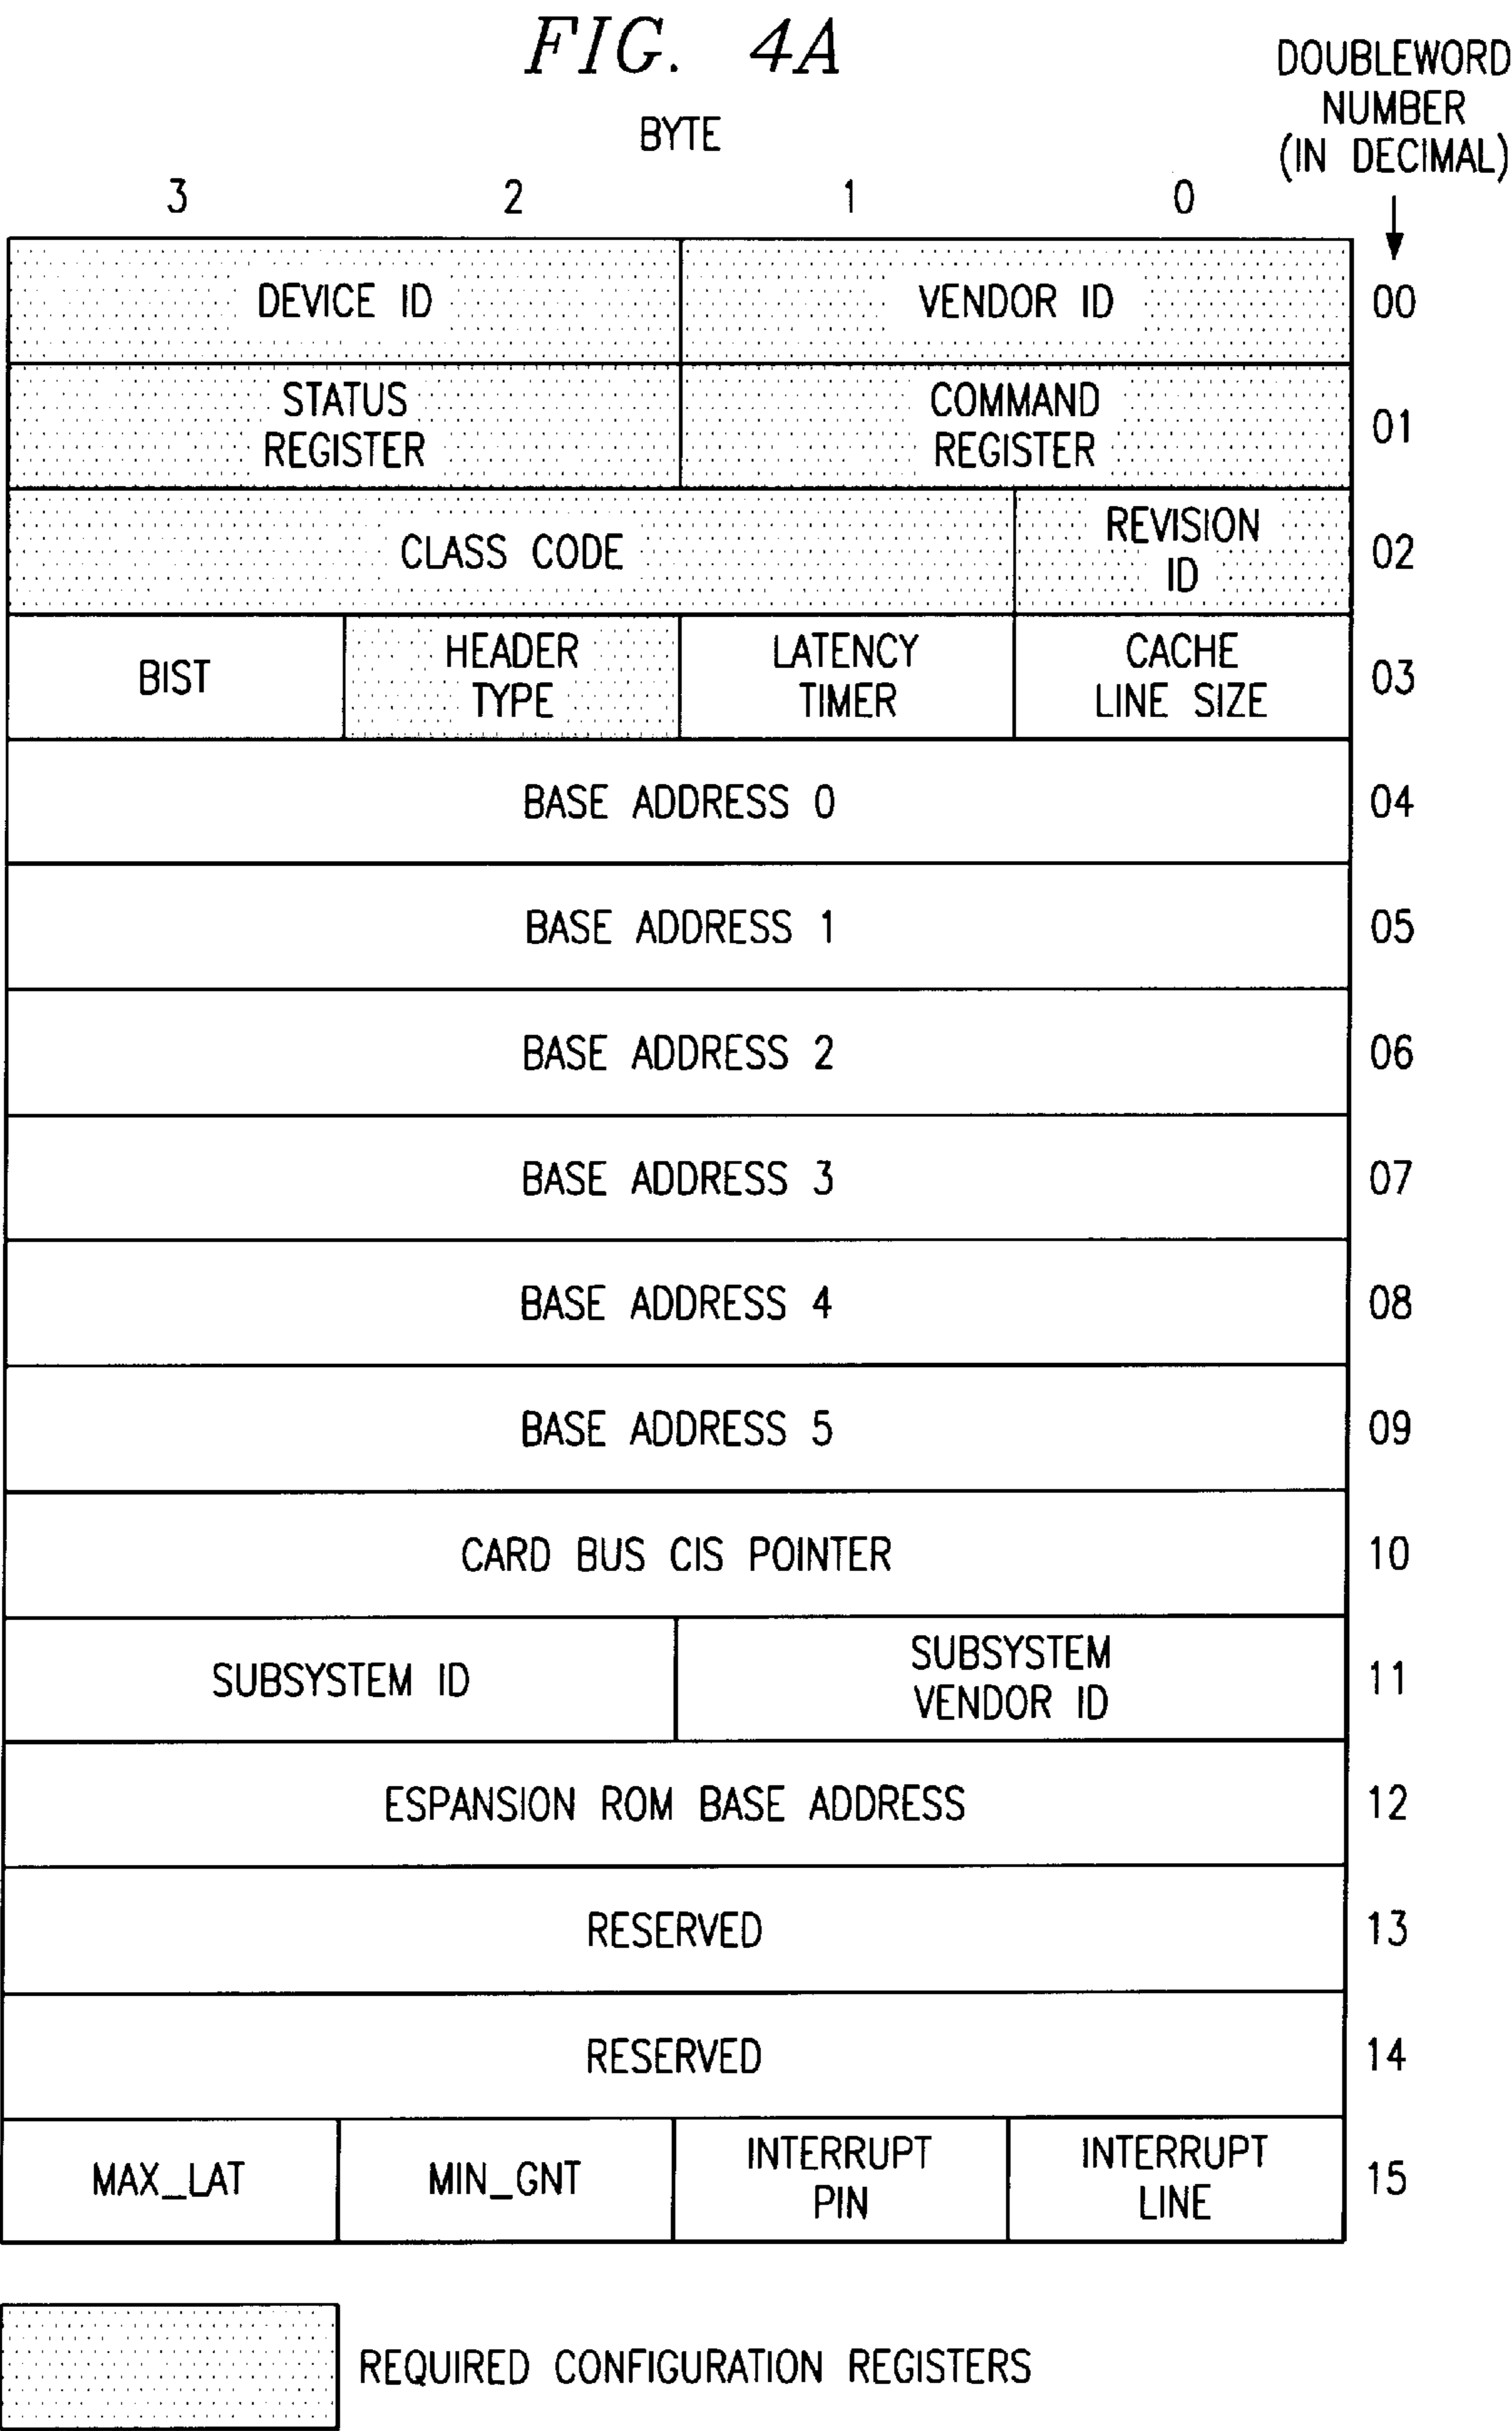 FIG. 4A
DOUBLEWORD
NUMBER
(IN DECIMAL)
BYTE
3 2 1 0
DEVICE ID VENDOR ID 00
STATUS
REGISTER
COMMAND
REGISTER
01
CLASS CODE
REVISION
ID
02
BIST
HEADER
TYPE
LATENCY
TIMER
CACHE
LINE SIZE
03
BASE ADDRESS 0 04
BASE ADDRESS 1 05
BASE ADDRESS 2 06
BASE ADDRESS 3 07
BASE ADDRESS 4 08
BASE ADDRESS 5 09
CARD BUS CIS POINTER 10
SUBSYSTEM ID
SUBSYSTEM
VENDOR ID
11
ESPANSION ROM BASE ADDRESS 12
RESERVED 13
RESERVED 14
MAX_LAT
MIN_GNT
INTERRUPT
PIN
INTERRUPT
LINE
15
REQUIRED CONFIGURATION REGISTERS